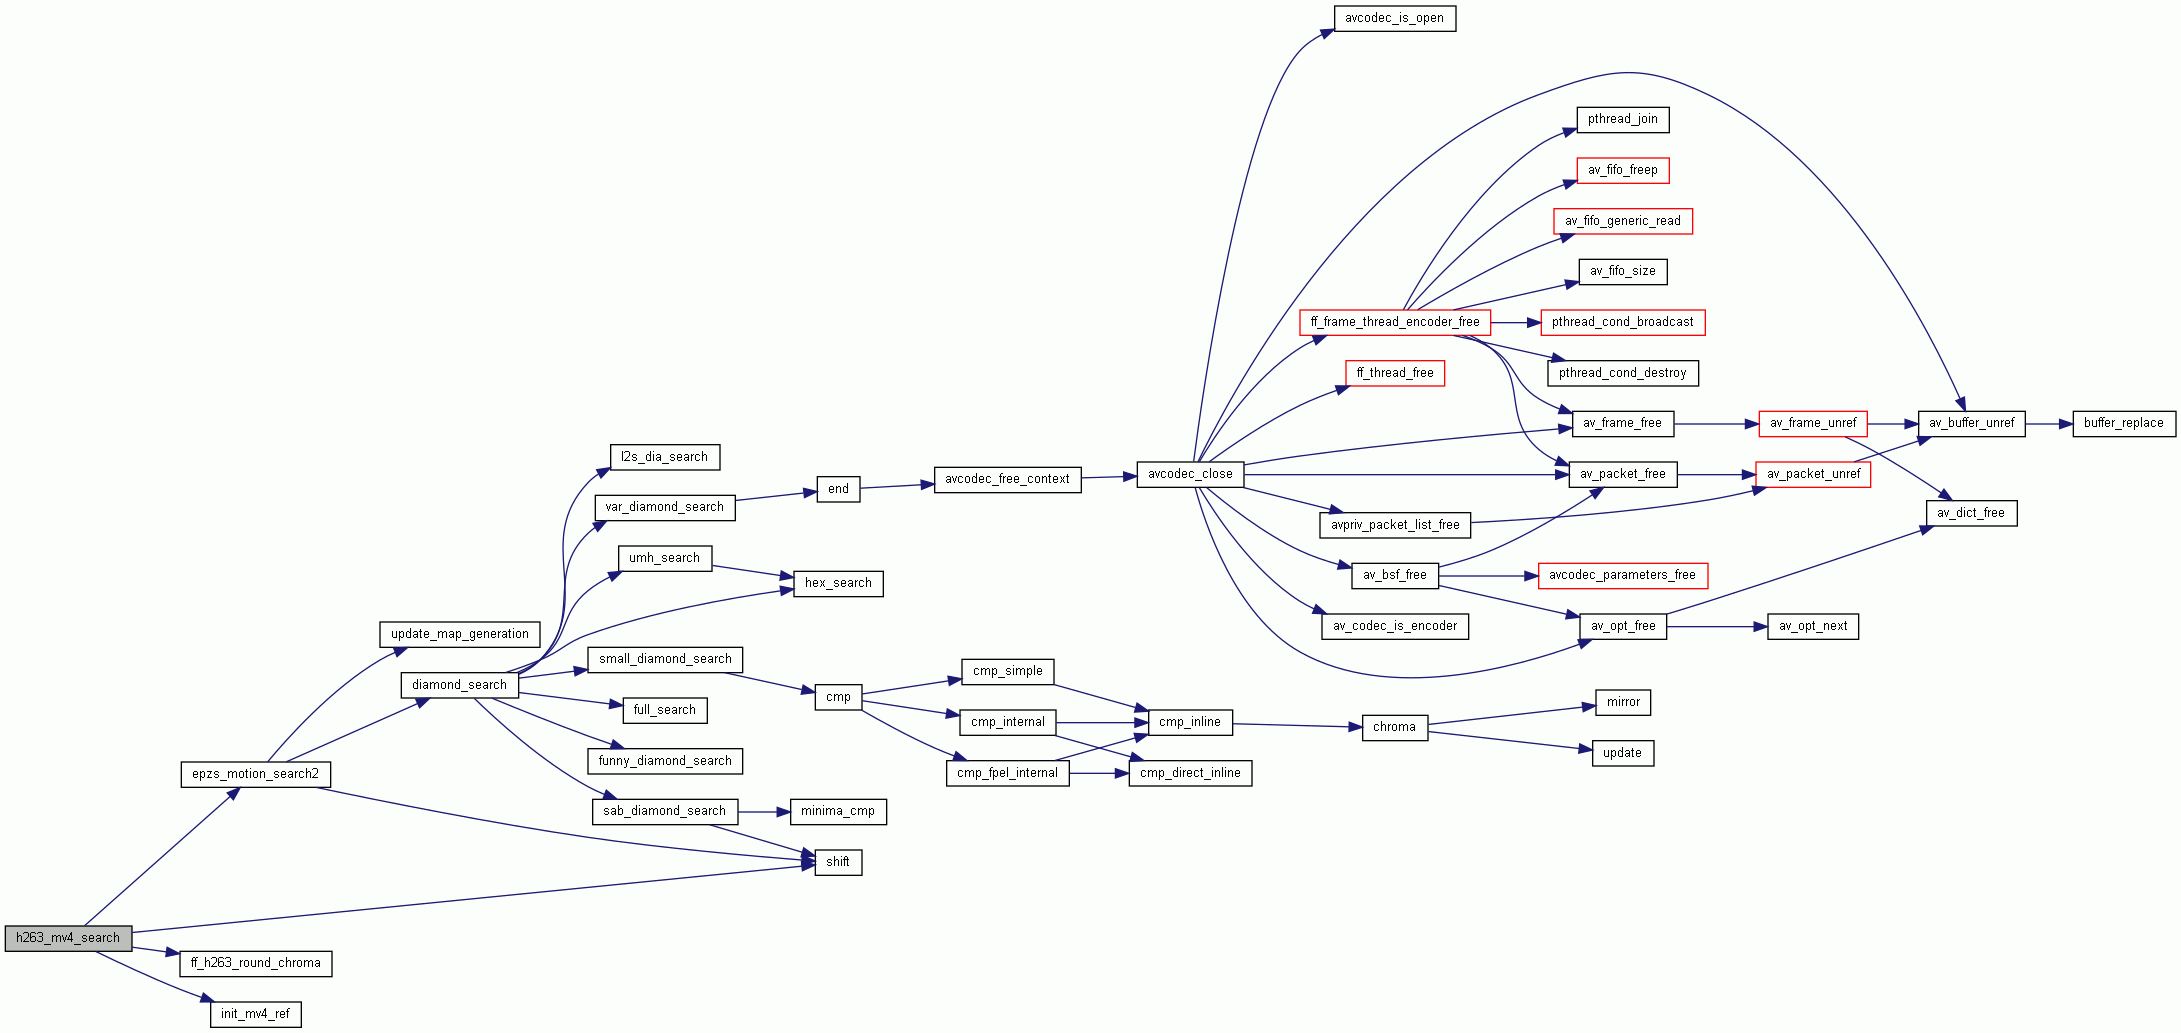 avcodec_is_open
pthread_join
av_fifo_freep
av_fifo_generic_read
av_fifo_size
ff_frame_thread_encoder_free
pthread_cond_broadcast
ff_thread_free
pthread_cond_destroy
av_frame_free
av_frame_unref
av_buffer_unref
buffer_replace
l2s_dia_search
avcodec_close
av_packet_free
av_packet_unref
end
avcodec_free_context
var_diamond_search
avpriv_packet_list_free
av_dict_free
umh_search
hex_search
av_bsf_free
avcodec_parameters_free
update_map_generation
av_codec_is_encoder
av_opt_free
av_opt_next
small_diamond_search
cmp_simple
diamond_search
cmp
full_search
mirror
cmp_internal
cmp_inline
chroma
update
funny_diamond_search
epzs_motion_search2
cmp_fpel_internal
cmp_direct_inline
sab_diamond_search
minima_cmp
shift
h263_mv4_search
ff_h263_round_chroma
init_mv4_ref